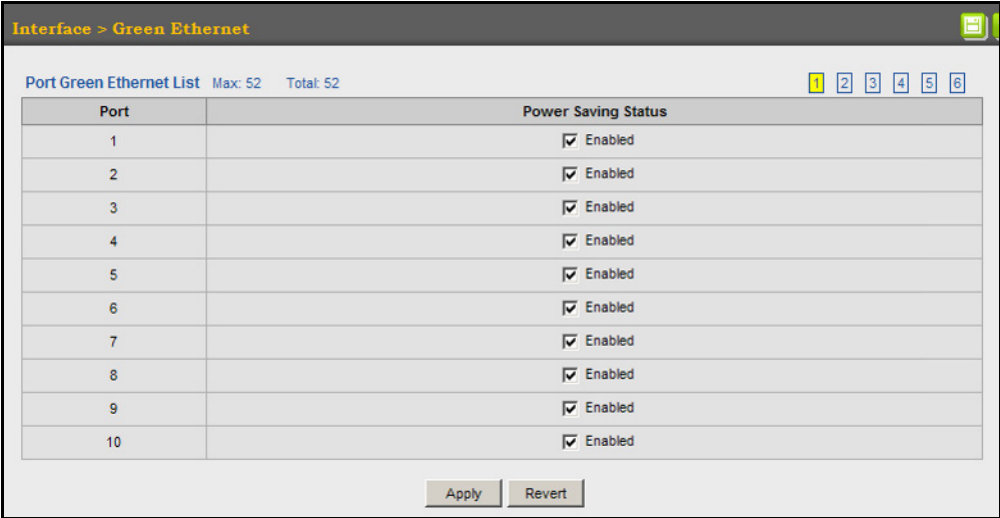 Interface > Green Ethernet
Port Green Ethernet List Max: 52 Total: 52 1 2 3 4 5 6
Port Power Saving Status
1 Enabled
2 Enabled
3 Enabled
4 Enabled
5 Enabled
6 Enabled
7 Enabled
8 Enabled
9 Enabled
10 Enabled
Apply Revert